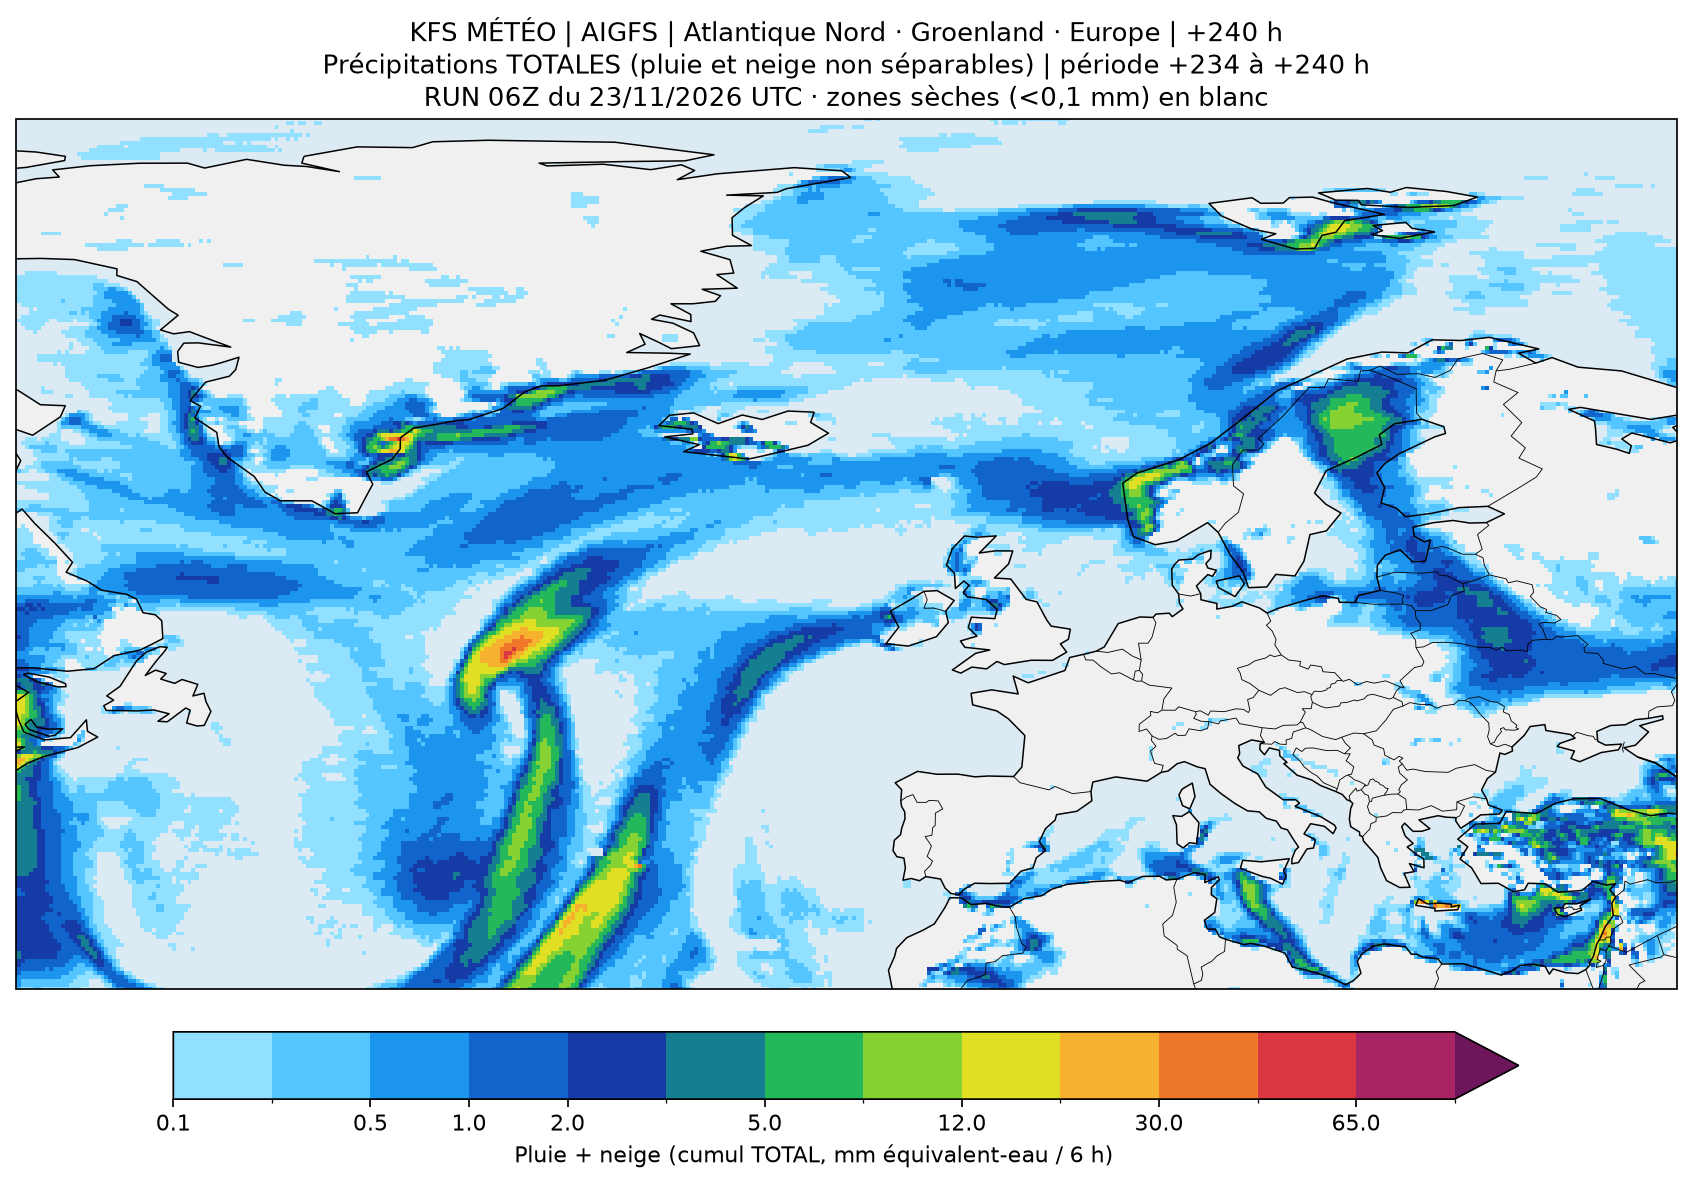 KFS MÉTÉO | AIGFS | Atlantique Nord · Groenland · Europe | +240 h
Précipitations TOTALES (pluie et neige non séparables) | période +234 à +240 h
RUN 06Z du 23/11/2026 UTC · zones sèches (<0,1 mm) en blanc
0.1 0.5 1.0 2.0 5.0 12.0 30.0 65.0
Pluie + neige (cumul TOTAL, mm équivalent-eau / 6 h)